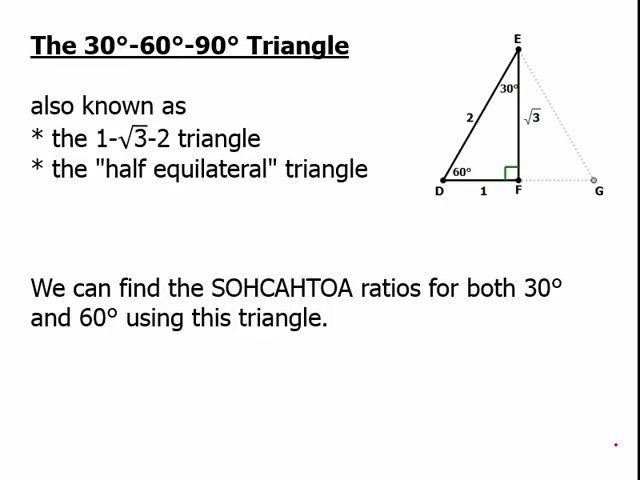 The 30°-60°-90° Triangle
also known as
* the 1-√3-2 triangle
* the "half equilateral" triangle
E
30°
2
√3
60°
D
1
F
G
We can find the SOHCAHTOA ratios for both 30°
and 60° using this triangle.